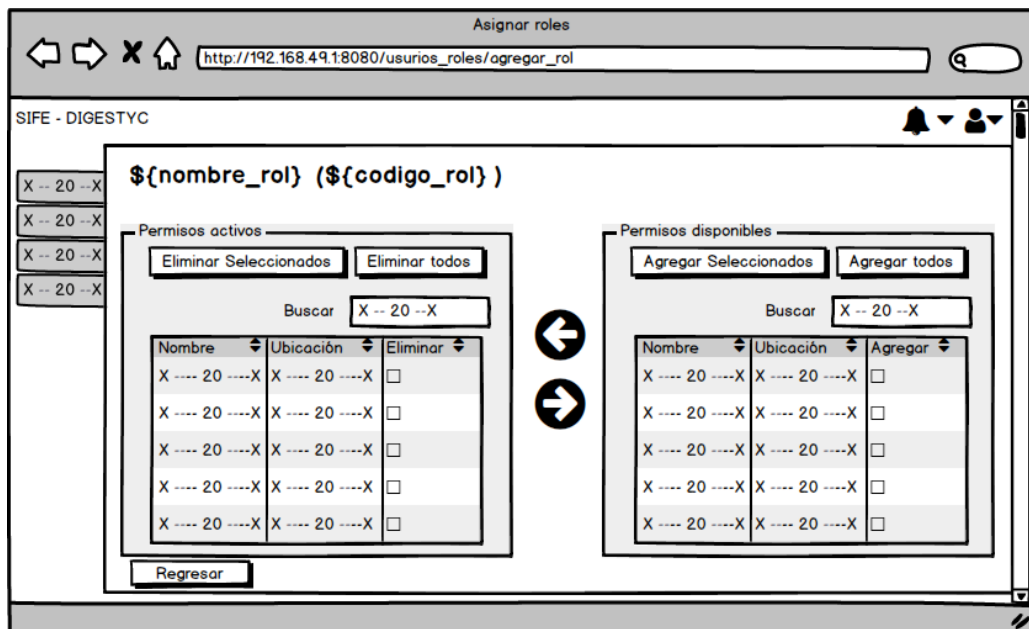 Asignar roles
http://192.168.49.1:8080/usurios_roles/agregar_rol
SIFE - DIGESTYC
X -- 20 --X
X -- 20 --X
X -- 20 --X
X -- 20 --X
${nombre_rol} (${codigo_rol} )
Permisos activos
Eliminar Seleccionados Eliminar todos
Buscar X -- 20 --X
Nombre Ubicación Eliminar
X ---- 20 ----X X ---- 20 ----X
X ---- 20 ----X X ---- 20 ----X
X ---- 20 ----X X ---- 20 ----X
X ---- 20 ----X X ---- 20 ----X
X ---- 20 ----X X ---- 20 ----X
Permisos disponibles
Agregar Seleccionados Agregar todos
Buscar X -- 20 --X
Nombre Ubicación Agregar
X ---- 20 ----X X ---- 20 ----X
X ---- 20 ----X X ---- 20 ----X
X ---- 20 ----X X ---- 20 ----X
X ---- 20 ----X X ---- 20 ----X
X ---- 20 ----X X ---- 20 ----X
Regresar